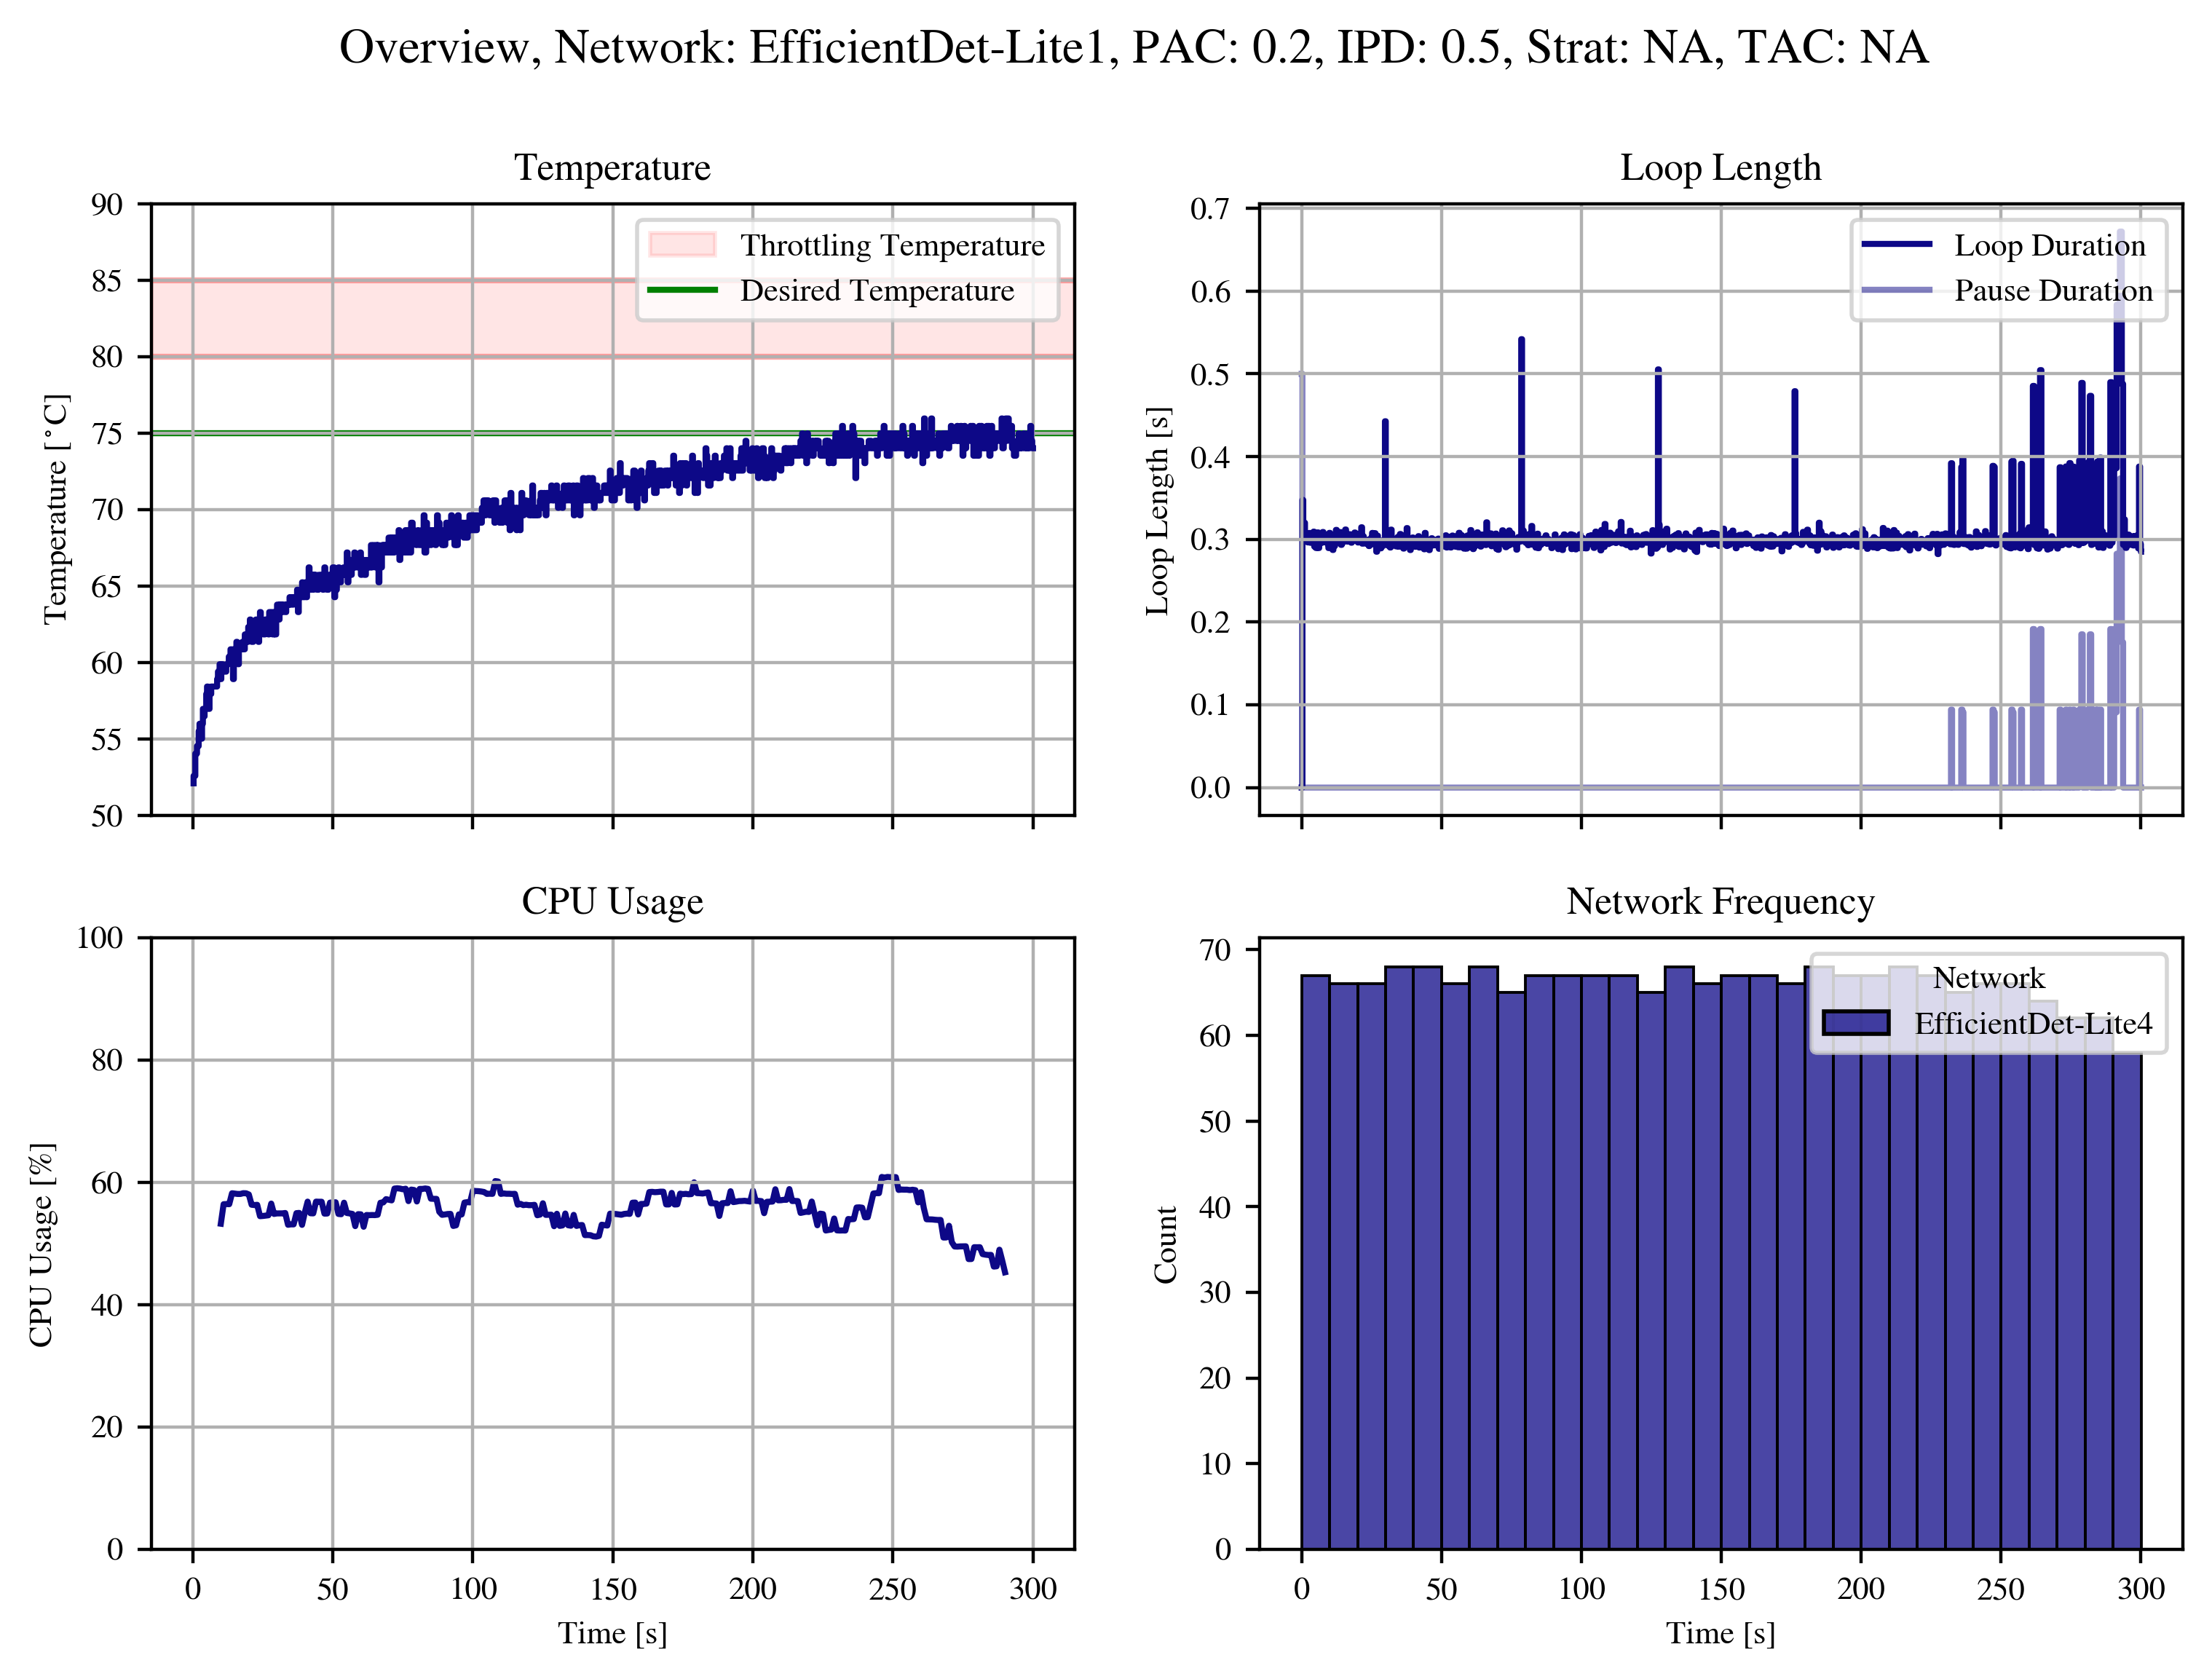 Overview, Network: EfficientDet-Lite1, PAC: 0.2, IPD: 0.5, Strat: NA, TAC: NA
Temperature
90
85
80
75
70
65
60
55
50
Temperature [°C]
Throttling Temperature
Desired Temperature
Loop Length
0.7
0.6
0.5
0.4
0.3
0.2
0.1
0.0
Loop Length [s]
Loop Duration
Pause Duration
CPU Usage
100
80
60
40
20
0
CPU Usage [%]
0 50 100 150 200 250 300
Time [s]
Network Frequency
70
60
50
40
30
20
10
0
Count
Network
EfficientDet-Lite4
0 50 100 150 200 250 300
Time [s]